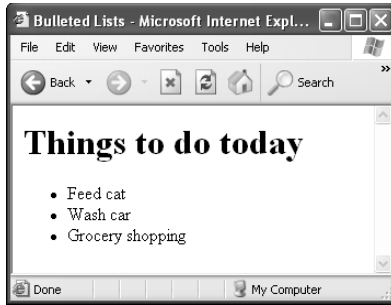 Bulleted Lists - Microsoft Internet Expl...
File Edit View Favorites Tools Help
Back Search »
Things to do today
• Feed cat
• Wash car
• Grocery shopping
Done My Computer